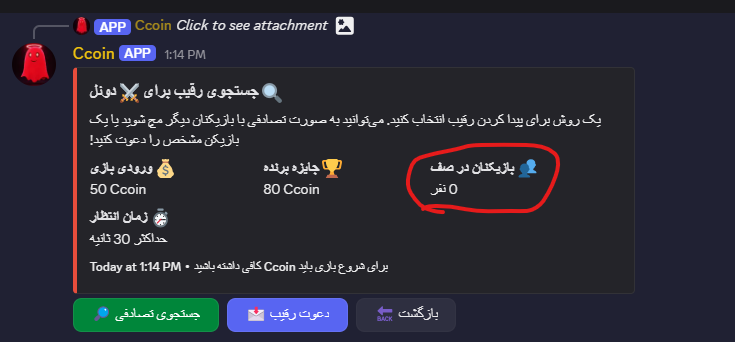 APP Ccoin Click to see attachment
Ccoin APP 1:14 PM
جستجوی رقیب برای ⚔️ دوئل
یک روش برای پیدا کردن رقیب انتخاب کنید. می‌توانید به صورت تصادفی با بازیکنان دیگر مچ شوید یا یک
بازیکن مشخص را دعوت کنید!
👥 بازیکنان در صف
0 نفر
🏆 جایزه برنده
80 Ccoin
💰 ورودی بازی
50 Ccoin
⏱️ زمان انتظار
حداکثر 30 ثانیه
برای شروع بازی باید Ccoin کافی داشته باشید • Today at 1:14 PM
جستجوی تصادفی
دعوت رقیب
بازگشت
BACK